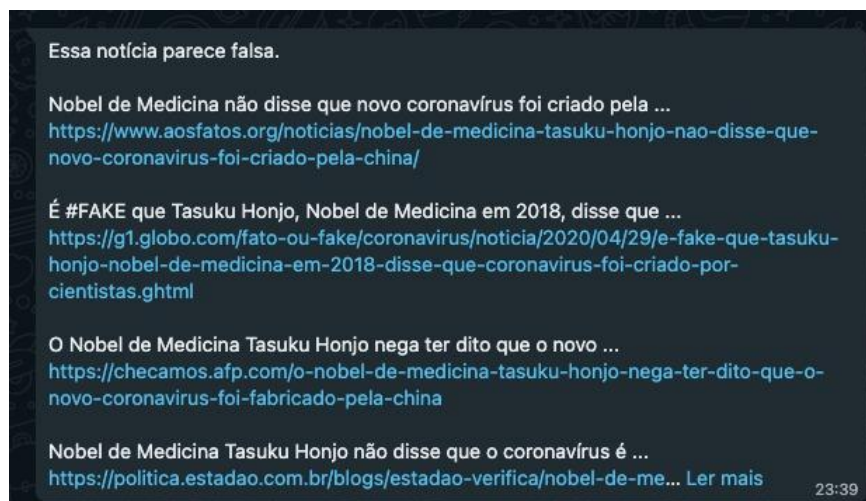 Essa notícia parece falsa.
Nobel de Medicina não disse que novo coronavírus foi criado pela ...
https://www.aosfatos.org/noticias/nobel-de-medicina-tasuku-honjo-nao-disse-que-
novo-coronavirus-foi-criado-pela-china/
É #FAKE que Tasuku Honjo, Nobel de Medicina em 2018, disse que ...
https://g1.globo.com/fato-ou-fake/coronavirus/noticia/2020/04/29/e-fake-que-tasuku-
honjo-nobel-de-medicina-em-2018-disse-que-coronavirus-foi-criado-por-
cientistas.ghtml
O Nobel de Medicina Tasuku Honjo nega ter dito que o novo ...
https://checamos.afp.com/o-nobel-de-medicina-tasuku-honjo-nega-ter-dito-que-o-
novo-coronavirus-foi-fabricado-pela-china
Nobel de Medicina Tasuku Honjo não disse que o coronavírus é ...
https://politica.estadao.com.br/blogs/estadao-verifica/nobel-de-me... Ler mais
23:39